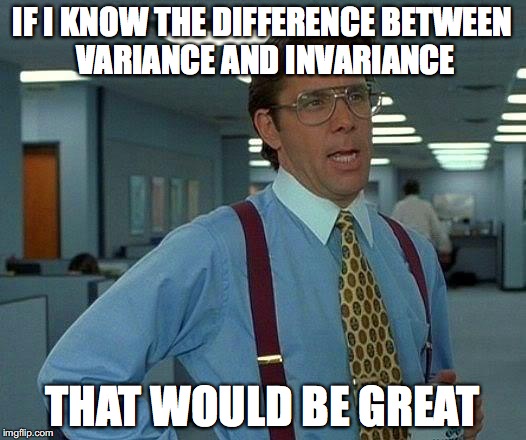 IF I KNOW THE DIFFERENCE BETWEEN
VARIANCE AND INVARIANCE
THAT WOULD BE GREAT
imgflip.com